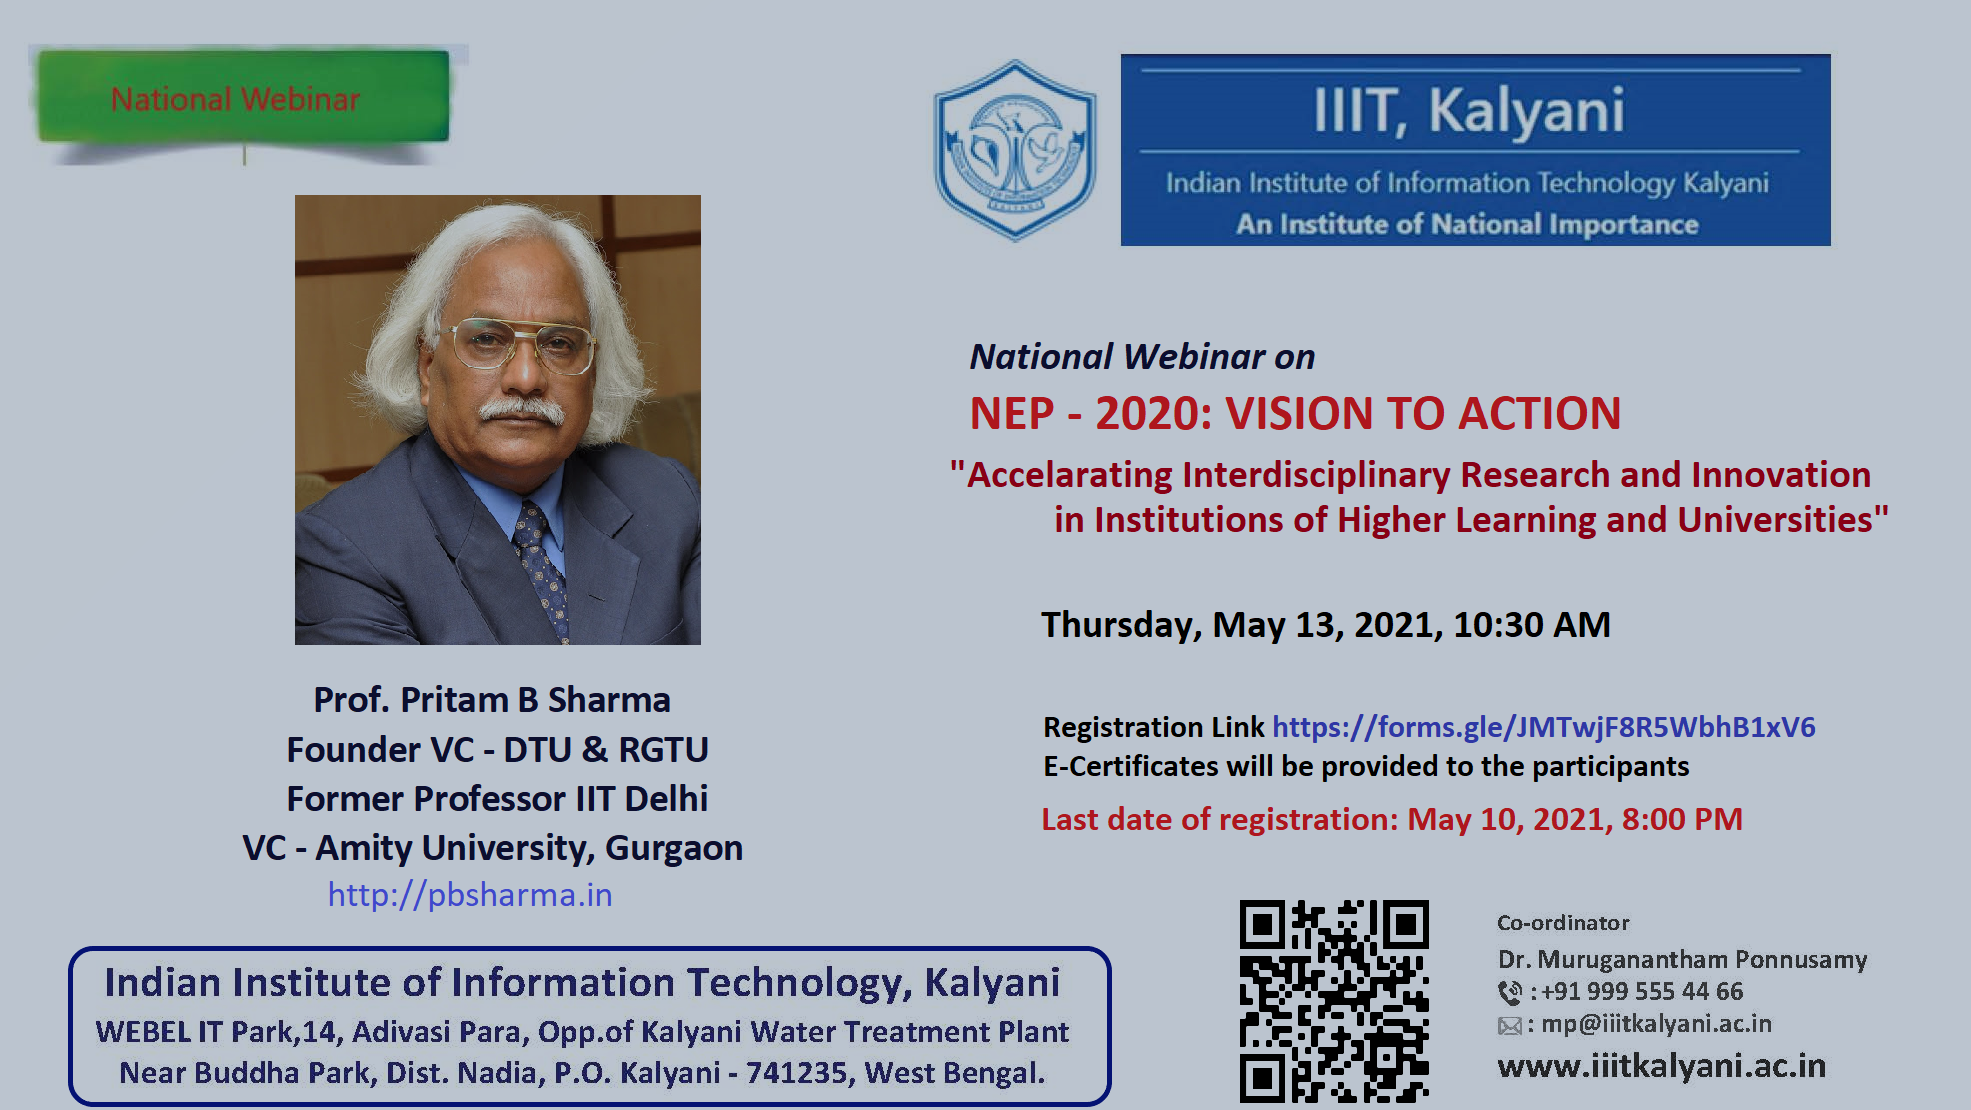 National Webinar
IIIT, Kalyani
Indian Institute of Information Technology Kalyani
An Institute of National Importance
KALYANI
National Webinar on
NEP - 2020: VISION TO ACTION
"Accelarating Interdisciplinary Research and Innovation
in Institutions of Higher Learning and Universities"
Thursday, May 13, 2021, 10:30 AM
Registration Link https://forms.gle/JMTwjF8R5WbhB1xV6
E-Certificates will be provided to the participants
Last date of registration: May 10, 2021, 8:00 PM
Prof. Pritam B Sharma
Founder VC - DTU & RGTU
Former Professor IIT Delhi
VC - Amity University, Gurgaon
http://pbsharma.in
Indian Institute of Information Technology, Kalyani
WEBEL IT Park,14, Adivasi Para, Opp.of Kalyani Water Treatment Plant
Near Buddha Park, Dist. Nadia, P.O. Kalyani - 741235, West Bengal.
Co-ordinator
Dr. Muruganantham Ponnusamy
: +91 999 555 44 66
: mp@iiitkalyani.ac.in
www.iiitkalyani.ac.in